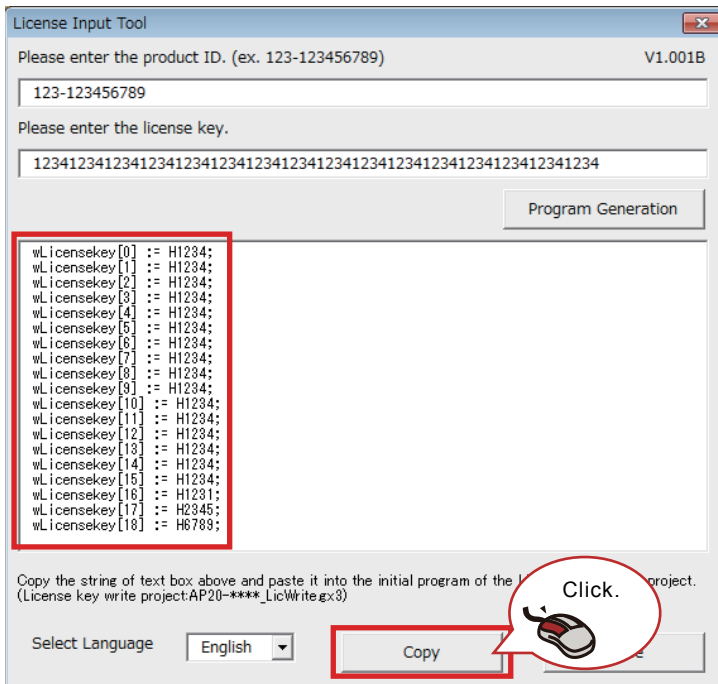 License Input Tool
Please enter the product ID. (ex. 123-123456789) V1.001B
123-123456789
Please enter the license key.
1234123412341234123412341234123412341234123412341234123412341234
Program Generation
wLicensekey[0] := H1234;
wLicensekey[1] := H1234;
wLicensekey[2] := H1234;
wLicensekey[3] := H1234;
wLicensekey[4] := H1234;
wLicensekey[5] := H1234;
wLicensekey[6] := H1234;
wLicensekey[7] := H1234;
wLicensekey[8] := H1234;
wLicensekey[9] := H1234;
wLicensekey[10] := H1234;
wLicensekey[11] := H1234;
wLicensekey[12] := H1234;
wLicensekey[13] := H1234;
wLicensekey[14] := H1234;
wLicensekey[15] := H1234;
wLicensekey[16] := H1231;
wLicensekey[17] := H2345;
wLicensekey[18] := H6789;
Copy the string of text box above and paste it into the initial program of the project.
(License key write project:AP20-****_LicWrite.gx3)
Click.
Select Language English Copy